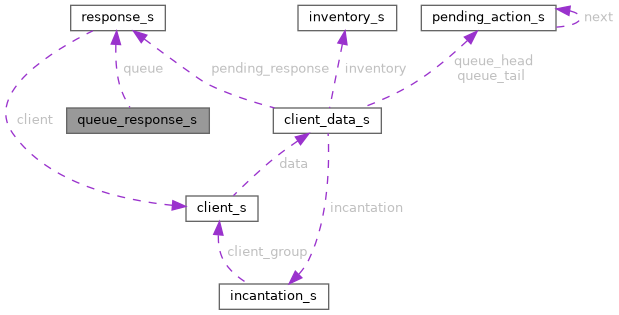 response_s
inventory_s
pending_action_s
next
queue
pending_response
inventory
queue_head
queue_tail
client
queue_response_s
client_data_s
data
client_s
incantation
client_group
incantation_s